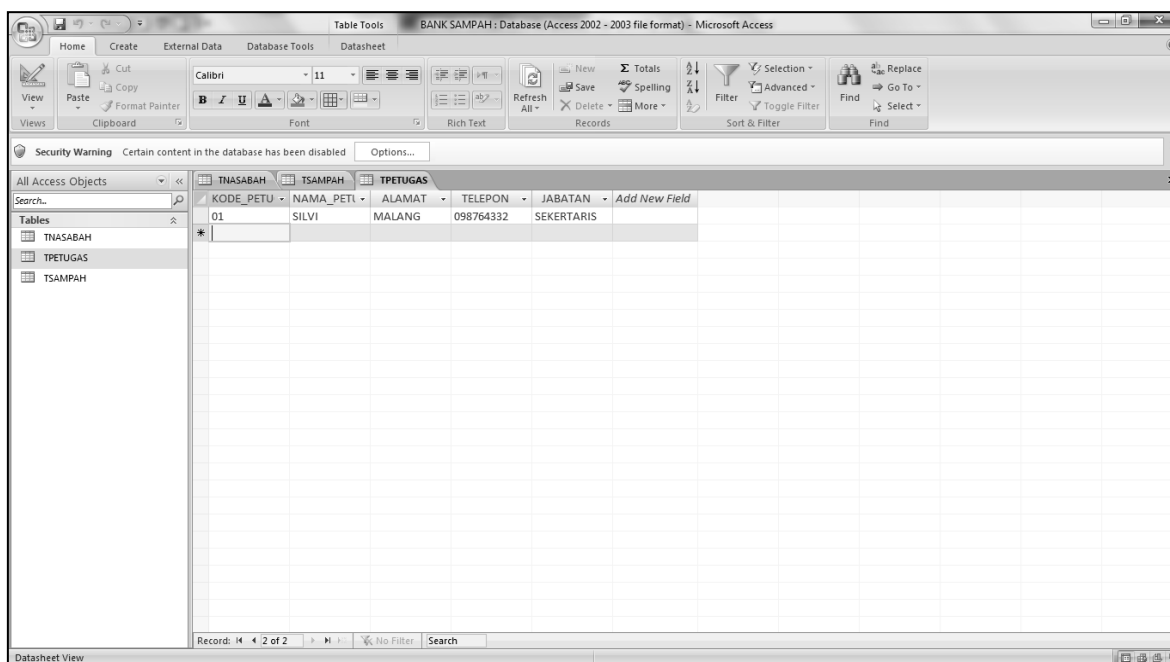 Table Tools BANK SAMPAH : Database (Access 2002 - 2003 file format) - Microsoft Access
Home Create External Data Database Tools Datasheet
Cut
Copy
Format Painter
View
Paste
Views
Clipboard
Calibri 11
B I U A
Font
ab
Rich Text
Refresh All
New
Save
Delete
Σ Totals
Spelling
More
Records
Filter
Selection
Advanced
Toggle Filter
Sort & Filter
Find
Replace
Go To
Select
Find
Security Warning Certain content in the database has been disabled Options...
All Access Objects
Search..
Tables
TNASABAH
TPETUGAS
TSAMPAH
TNASABAH TSAMPAH TPETUGAS
KODE_PETU NAMA_PETU ALAMAT TELEPON JABATAN Add New Field
01 SILVI MALANG 098764332 SEKERTARIS
Record: 2 of 2 No Filter Search
Datasheet View